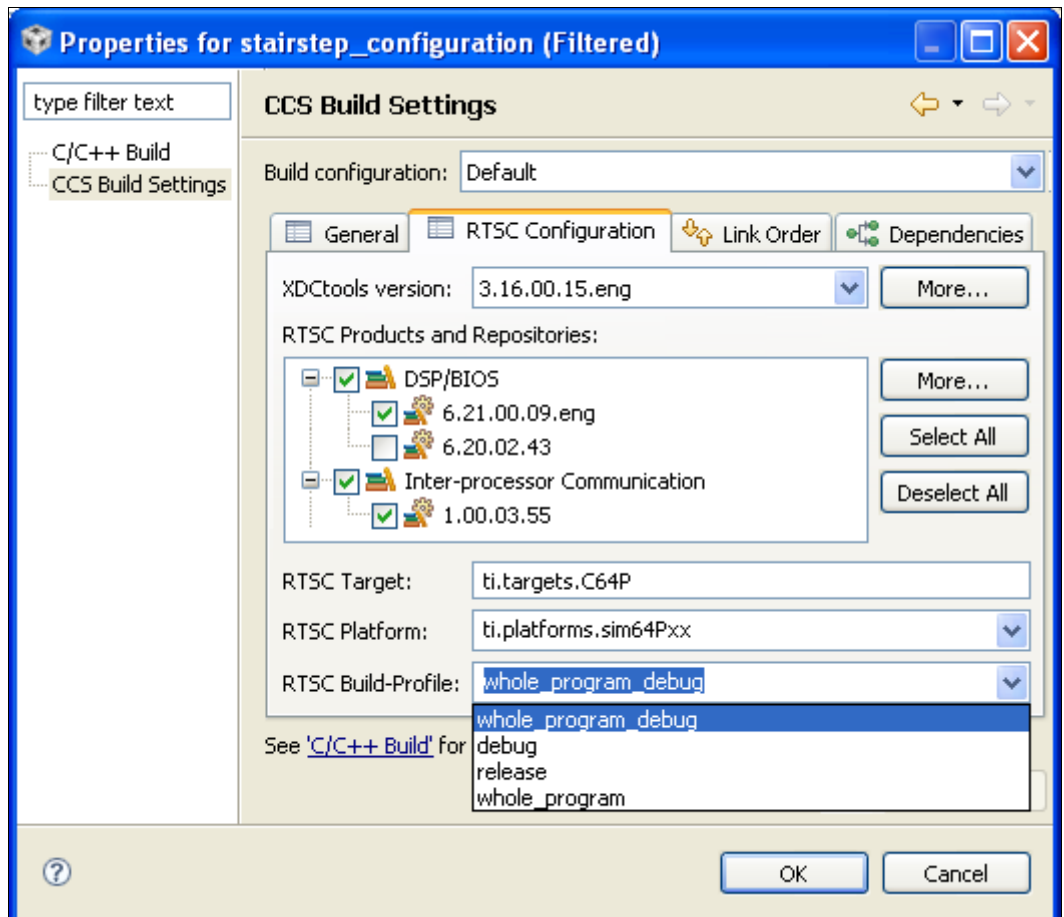 Properties for stairstep_configuration (Filtered)
type filter text
C/C++ Build
CCS Build Settings
CCS Build Settings
Build configuration: Default
General RTSC Configuration Link Order Dependencies
XDCtools version: 3.16.00.15.eng More...
RTSC Products and Repositories:
DSP/BIOS More...
6.21.00.09.eng
6.20.02.43 Select All
Inter-processor Communication
1.00.03.55 Deselect All
RTSC Target: ti.targets.C64P
RTSC Platform: ti.platforms.sim64Pxx
RTSC Build-Profile: whole_program_debug
whole_program_debug
See 'C/C++ Build' for debug
release
whole_program
OK Cancel